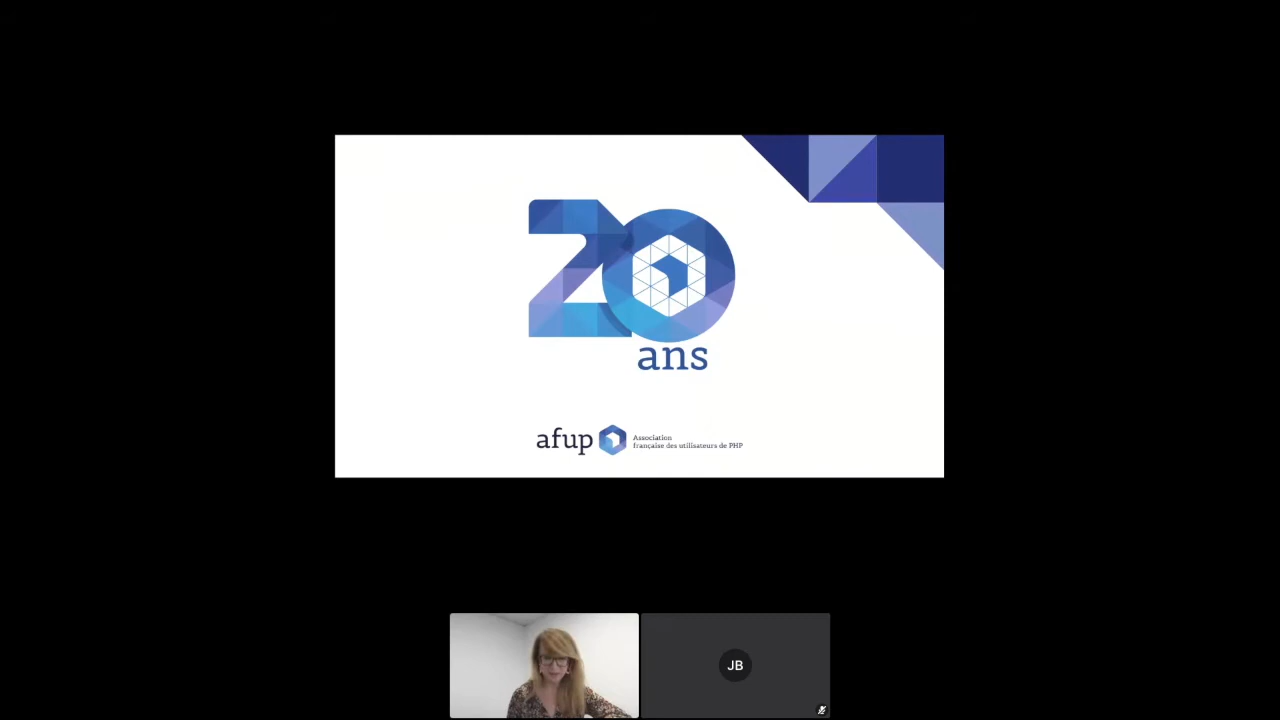 20
ans
afup
Association
française des utilisateurs de PHP
JB